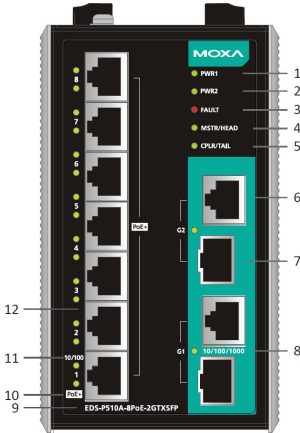 MOXA
PWR1
PWR2
FAULT
MSTR/HEAD
CPLR/TAIL
1
2
3
4
5
6
7
8
8
7
6
5
4
3
2
1
PoE+
G2
G1
10/100/1000
12
11
10/100
10
PoE+
9
EDS-P510A-8PoE-2GTXSFP